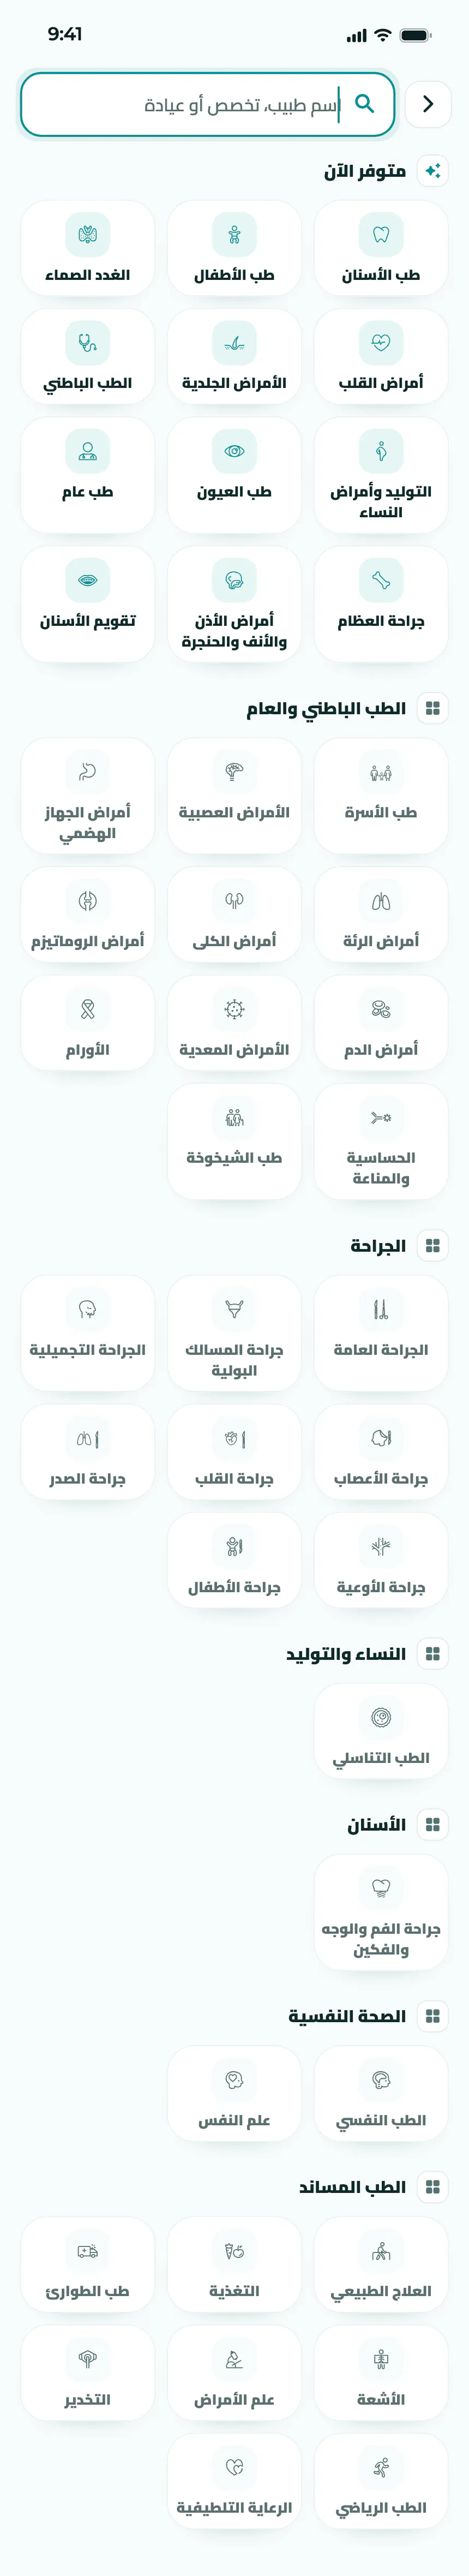 9:41
اسم طبيب، تخصص أو عيادة
متوفر الآن
طب الأسنان
طب الأطفال
الغدد الصماء
أمراض القلب
الأمراض الجلدية
الطب الباطني
التوليد وأمراض
النساء
طب العيون
طب عام
جراحة العظام
أمراض الأذن
والأنف والحنجرة
تقويم الأسنان
الطب الباطني والعام
طب الأسرة
الأمراض العصبية
أمراض الجهاز
الهضمي
أمراض الرئة
أمراض الكلى
أمراض الروماتيزم
أمراض الدم
الأمراض المعدية
الأورام
الحساسية
والمناعة
طب الشيخوخة
الجراحة
الجراحة العامة
جراحة المسالك
البولية
الجراحة التجميلية
جراحة الأعصاب
جراحة القلب
جراحة الصدر
جراحة الأوعية
جراحة الأطفال
النساء والتوليد
الطب التناسلي
الأسنان
جراحة الفم والوجه
والفكين
الصحة النفسية
الطب النفسي
علم النفس
الطب المساند
العلاج الطبيعي
التغذية
طب الطوارئ
الأشعة
علم الأمراض
التخدير
الطب الرياضي
الرعاية التلطيفية